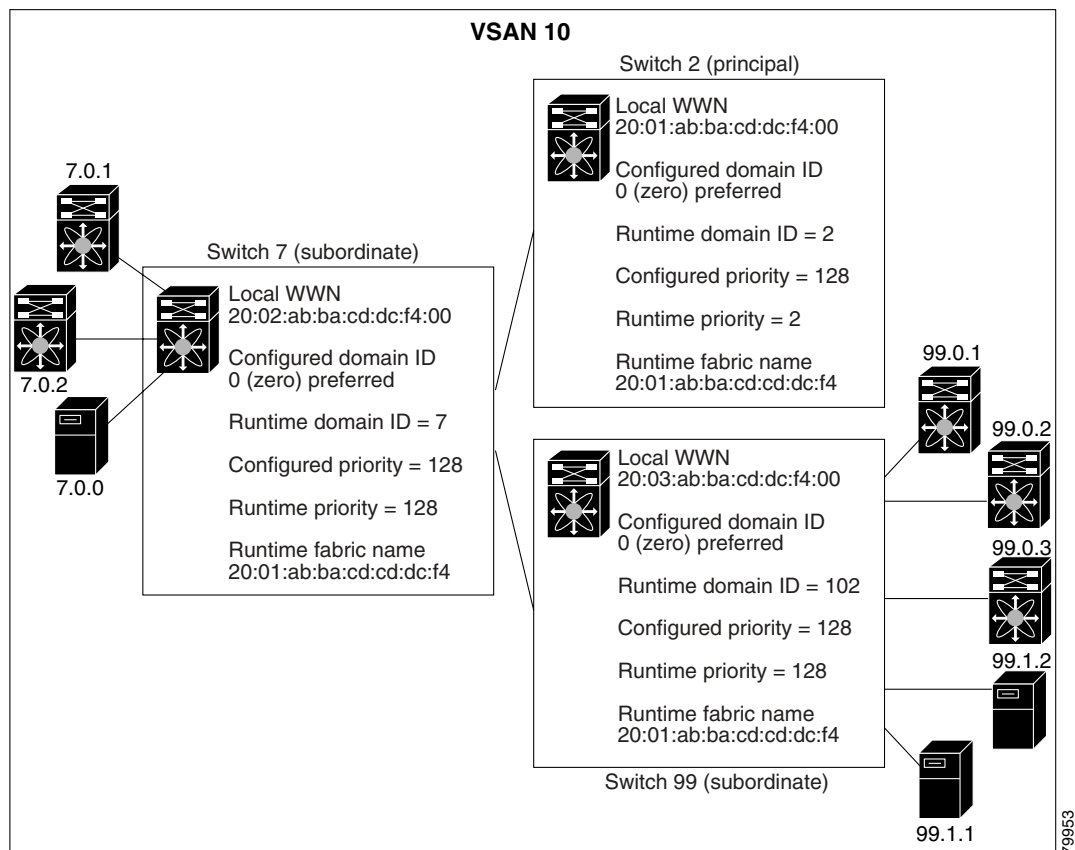 VSAN 10
Switch 2 (principal)
Local WWN
20:01:ab:ba:cd:dc:f4:00
Configured domain ID
0 (zero) preferred
Runtime domain ID = 2
Configured priority = 128
Runtime priority = 2
Runtime fabric name
20:01:ab:ba:cd:cd:dc:f4
7.0.1
7.0.2
7.0.0
Switch 7 (subordinate)
Local WWN
20:02:ab:ba:cd:dc:f4:00
Configured domain ID
0 (zero) preferred
Runtime domain ID = 7
Configured priority = 128
Runtime priority = 128
Runtime fabric name
20:01:ab:ba:cd:cd:dc:f4
Local WWN
20:03:ab:ba:cd:dc:f4:00
Configured domain ID
0 (zero) preferred
Runtime domain ID = 102
Configured priority = 128
Runtime priority = 128
Runtime fabric name
20:01:ab:ba:cd:cd:dc:f4
Switch 99 (subordinate)
99.0.1
99.0.2
99.0.3
99.1.2
99.1.1
79953